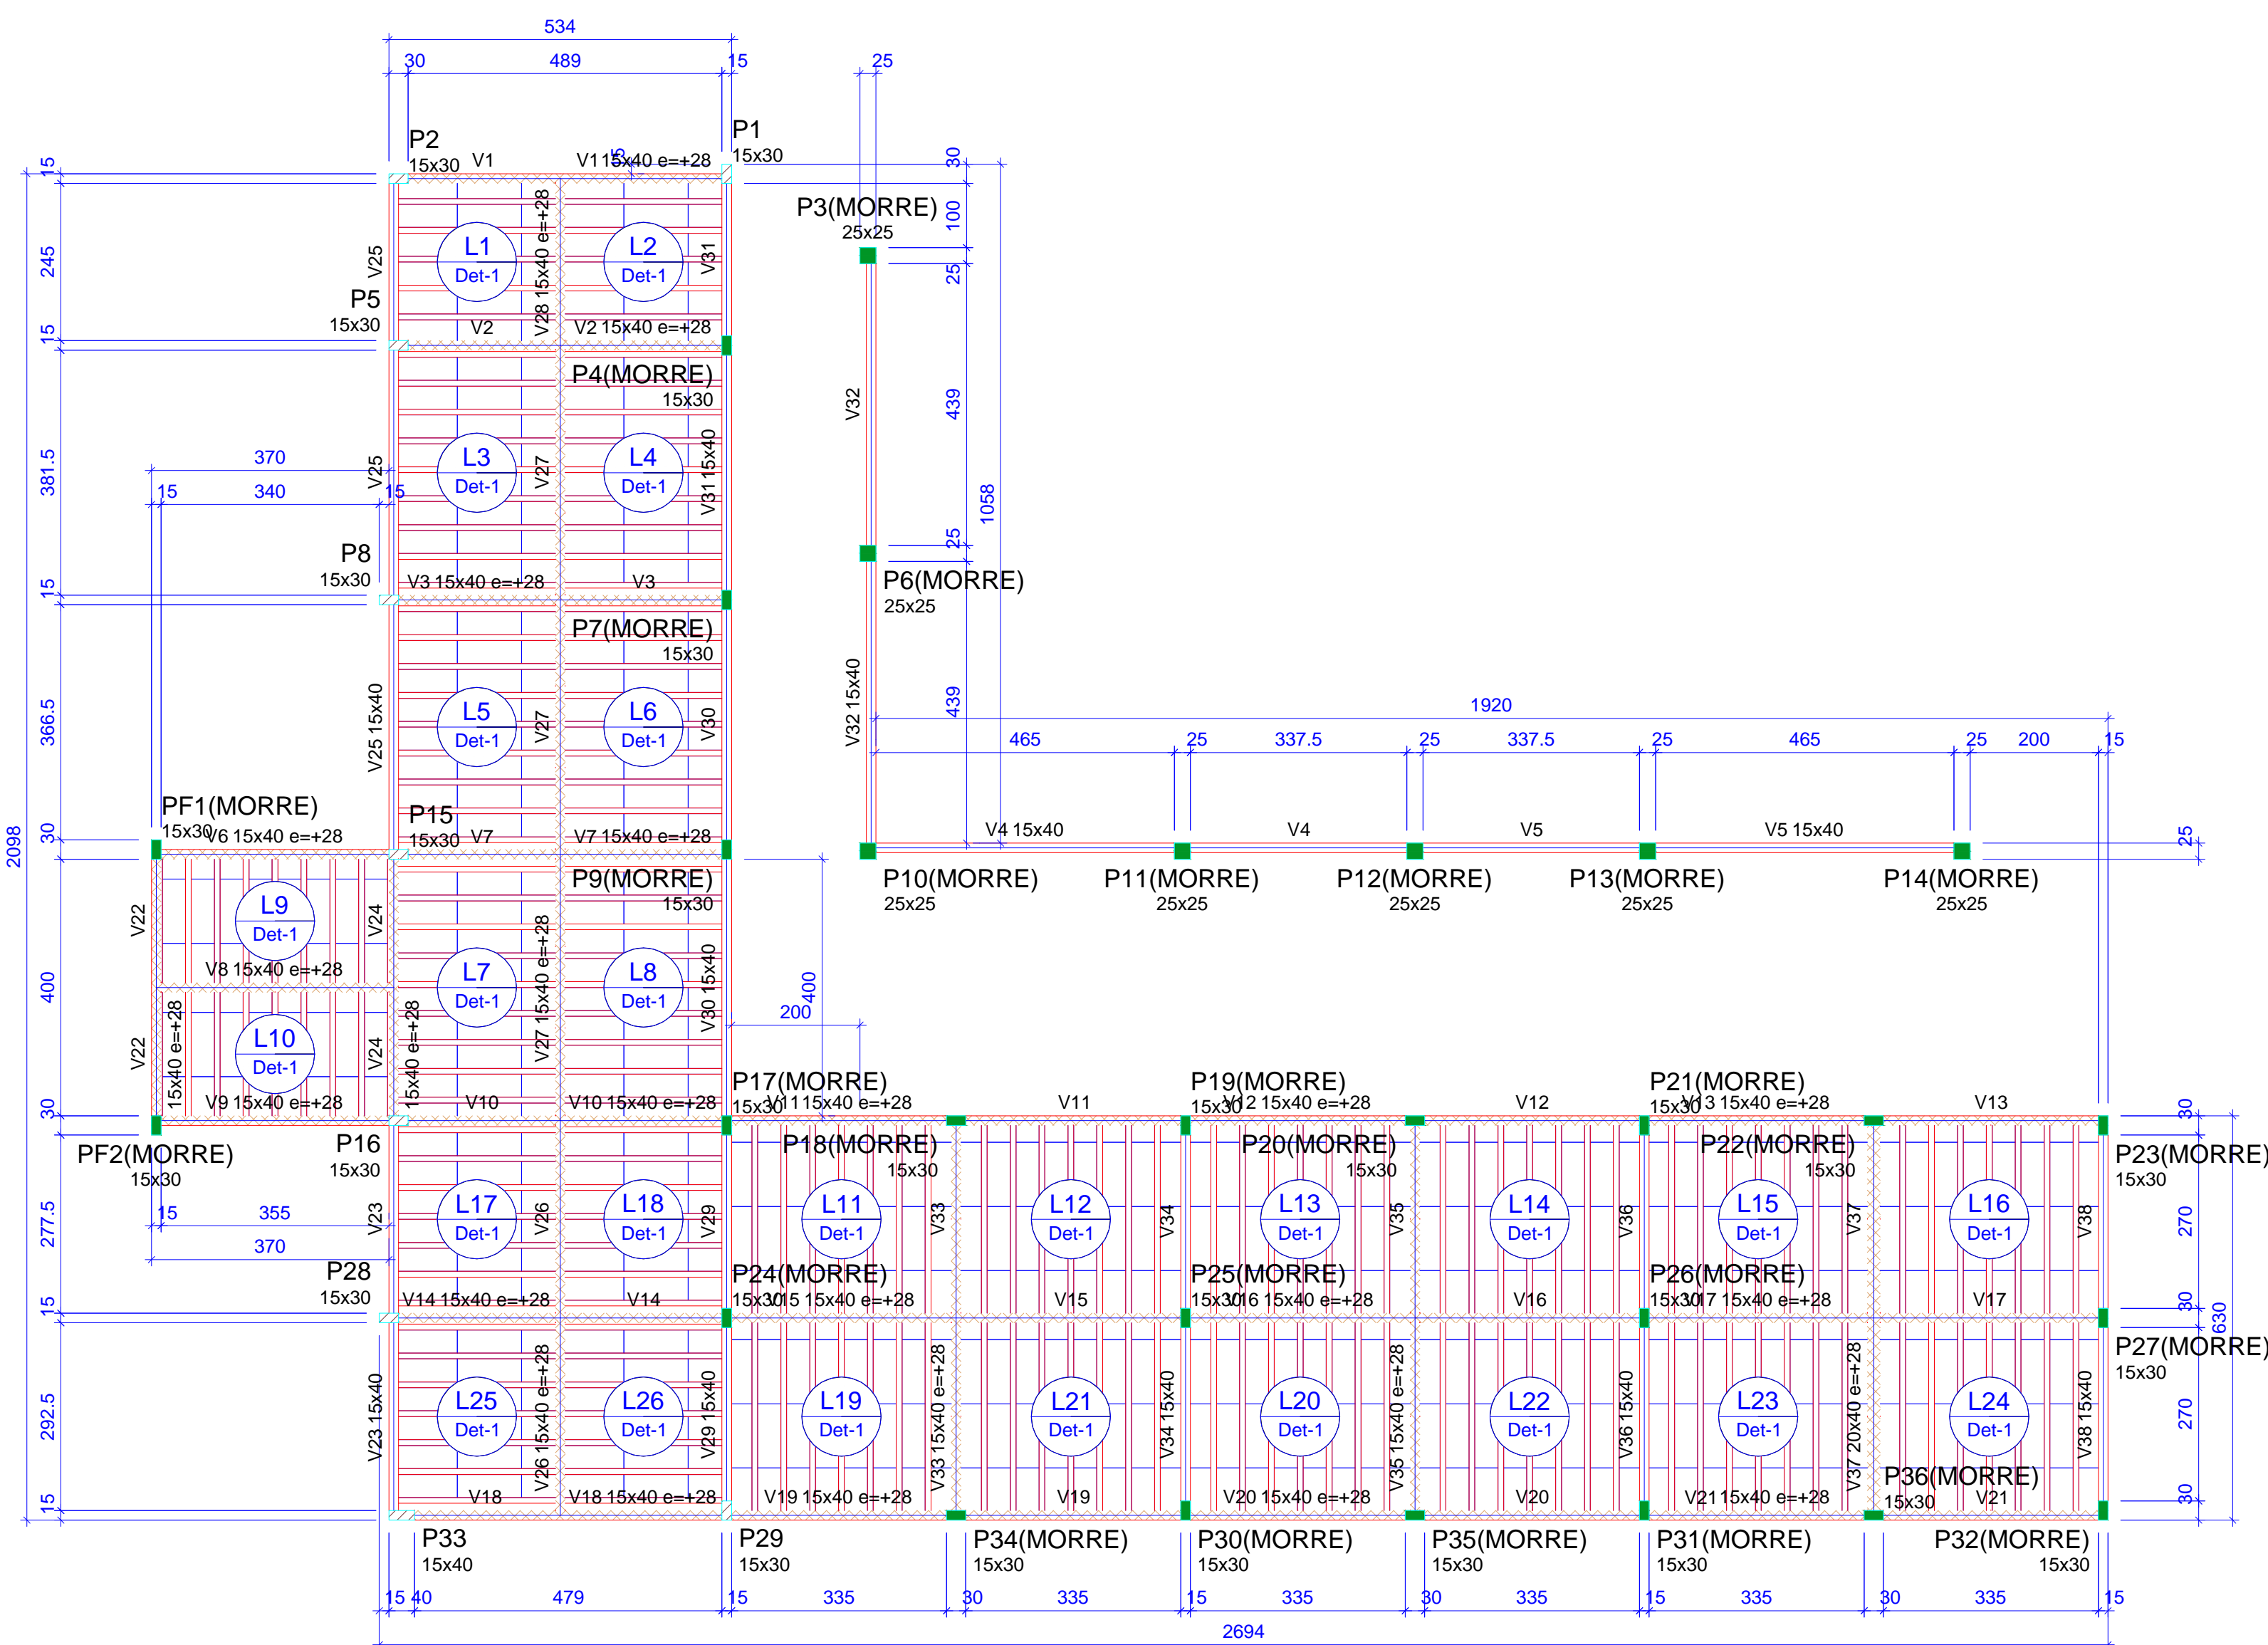 534
30 489 15 25
P2
15x30
V1
V1 15x40 e=+28
15
P1
15x30
30
15
P3(MORRE)
25x25
100
25
V25
245
L1
Det-1
V28 15x40 e=+28
L2
Det-1
V31
P5
15x30
15
V2
V2 15x40 e=+28
P4(MORRE)
15x30
V32
439
381.5
V25
L3
Det-1
V27
L4
Det-1
V31 15x40
370
15 340 15
1058
25
P8
15x30
15
V3 15x40 e=+28
V3
P6(MORRE)
25x25
P7(MORRE)
15x30
366.5
V25 15x40
L5
Det-1
V27
L6
Det-1
V30
V32 15x40
439
1920
465 25 337.5 25 337.5 25 465 25 200 15
PF1(MORRE)
15x30
V6 15x40 e=+28
30
P15
15x30
V7
V7 15x40 e=+28
V4 15x40
V4
V5
V5 15x40
25
2098
P9(MORRE)
15x30
P10(MORRE)
25x25
P11(MORRE)
25x25
P12(MORRE)
25x25
P13(MORRE)
25x25
P14(MORRE)
25x25
V22
L9
Det-1
V24
V8 15x40 e=+28
400
L7
Det-1
V27 15x40 e=+28
L8
Det-1
V30 15x40
400
200
V22
15x40 e=+28
L10
Det-1
V24
15x40 e=+28
V9 15x40 e=+28
30
V10
V10 15x40 e=+28
P17(MORRE)
15x30
V11 15x40 e=+28
V11
P19(MORRE)
15x30
V12 15x40 e=+28
V12
P21(MORRE)
15x30
V13 15x40 e=+28
V13
30
PF2(MORRE)
15x30
P16
15x30
P18(MORRE)
15x30
P20(MORRE)
15x30
P22(MORRE)
15x30
P23(MORRE)
15x30
15 355
370
277.5
V23
L17
Det-1
V26
L18
Det-1
V29
L11
Det-1
V33
L12
Det-1
V34
L13
Det-1
V35
L14
Det-1
V36
L15
Det-1
V37
L16
Det-1
V38
270
P28
15x30
15
V14 15x40 e=+28
V14
P24(MORRE)
15x30
V15 15x40 e=+28
V15
P25(MORRE)
15x30
V16 15x40 e=+28
V16
P26(MORRE)
15x30
V17 15x40 e=+28
V17
30
630
P27(MORRE)
15x30
292.5
V23 15x40
L25
Det-1
V26 15x40 e=+28
L26
Det-1
V29 15x40
L19
Det-1
V33 15x40 e=+28
L21
Det-1
V34 15x40
L20
Det-1
V35 15x40 e=+28
L22
Det-1
V36 15x40
L23
Det-1
V37 20x40 e=+28
L24
Det-1
V38 15x40
270
P36(MORRE)
15x30
15
V18
V18 15x40 e=+28
V19 15x40 e=+28
V19
V20 15x40 e=+28
V20
V21 15x40 e=+28
V21
30
P33
15x40
P29
15x30
P34(MORRE)
15x30
P30(MORRE)
15x30
P35(MORRE)
15x30
P31(MORRE)
15x30
P32(MORRE)
15x30
15 40 479 15 335 30 335 15 335 30 335 15 335 30 335 15
2694